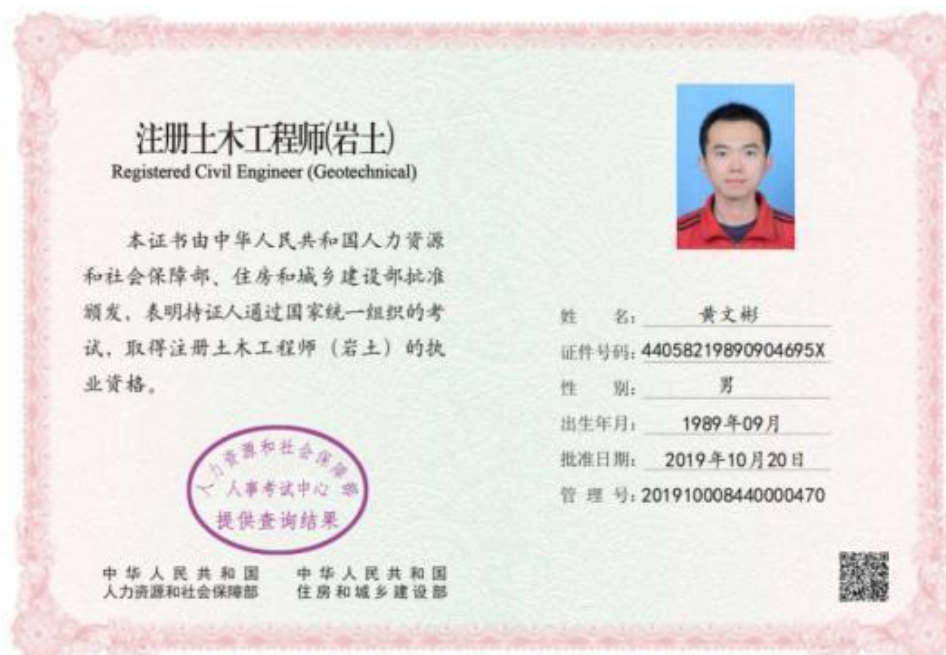 注册土木工程师(岩土)
Registered Civil Engineer (Geotechnical)
本证书由中华人民共和国人力资源
和社会保障部、住房和城乡建设部批准
颁发，表明持证人通过国家统一组织的考
试，取得注册土木工程师（岩土）的执
业资格。
人力资源和社会保障部
人事考试中心
提供查询结果
中华人民共和国
人力资源和社会保障部
中华人民共和国
住房和城乡建设部
姓 名： 黄文彬
证件号码：44058219890904695X
性 别： 男
出生年月： 1989年09月
批准日期： 2019年10月20日
管 理 号：201910008440000470